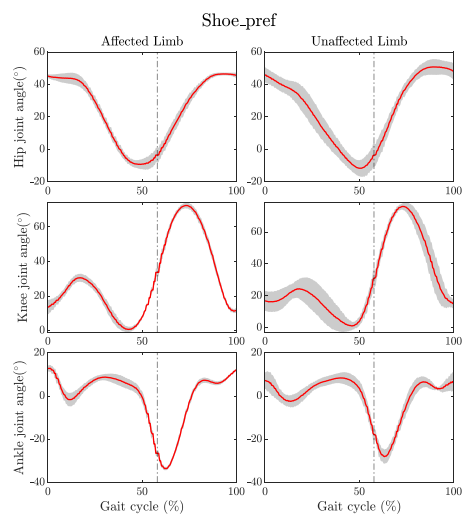 Shoe_pref
Affected Limb Unaffected Limb
Hip joint angle(°)
60 60
40 40
20 20
0 0
-20 -20
0 50 100 0 50 100
Knee joint angle(°)
60 60
40 40
20 20
0 0
0 50 100 0 50 100
Ankle joint angle(°)
20 20
0 0
-20 -20
-40 -40
0 50 100 0 50 100
Gait cycle (%) Gait cycle (%)